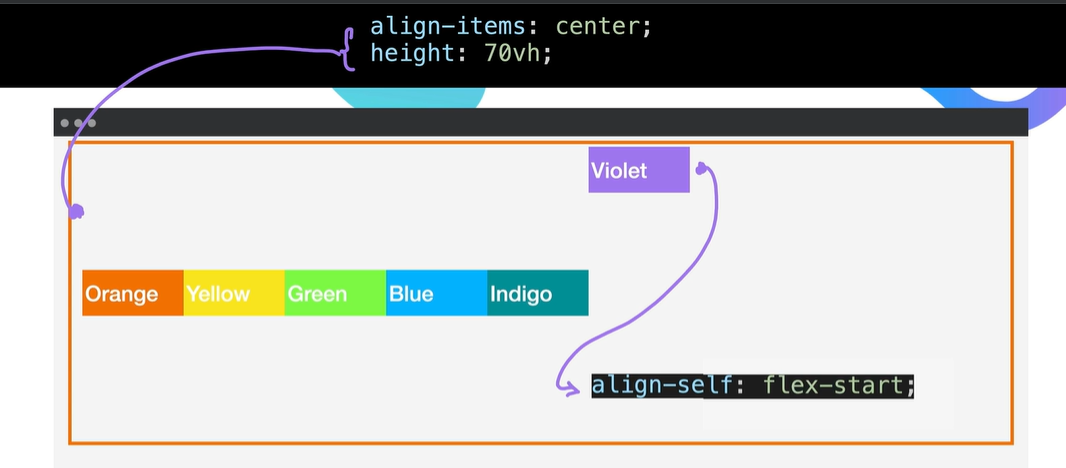 align-items: center;
height: 70vh;
Violet
Orange Yellow Green Blue Indigo
align-self: flex-start;